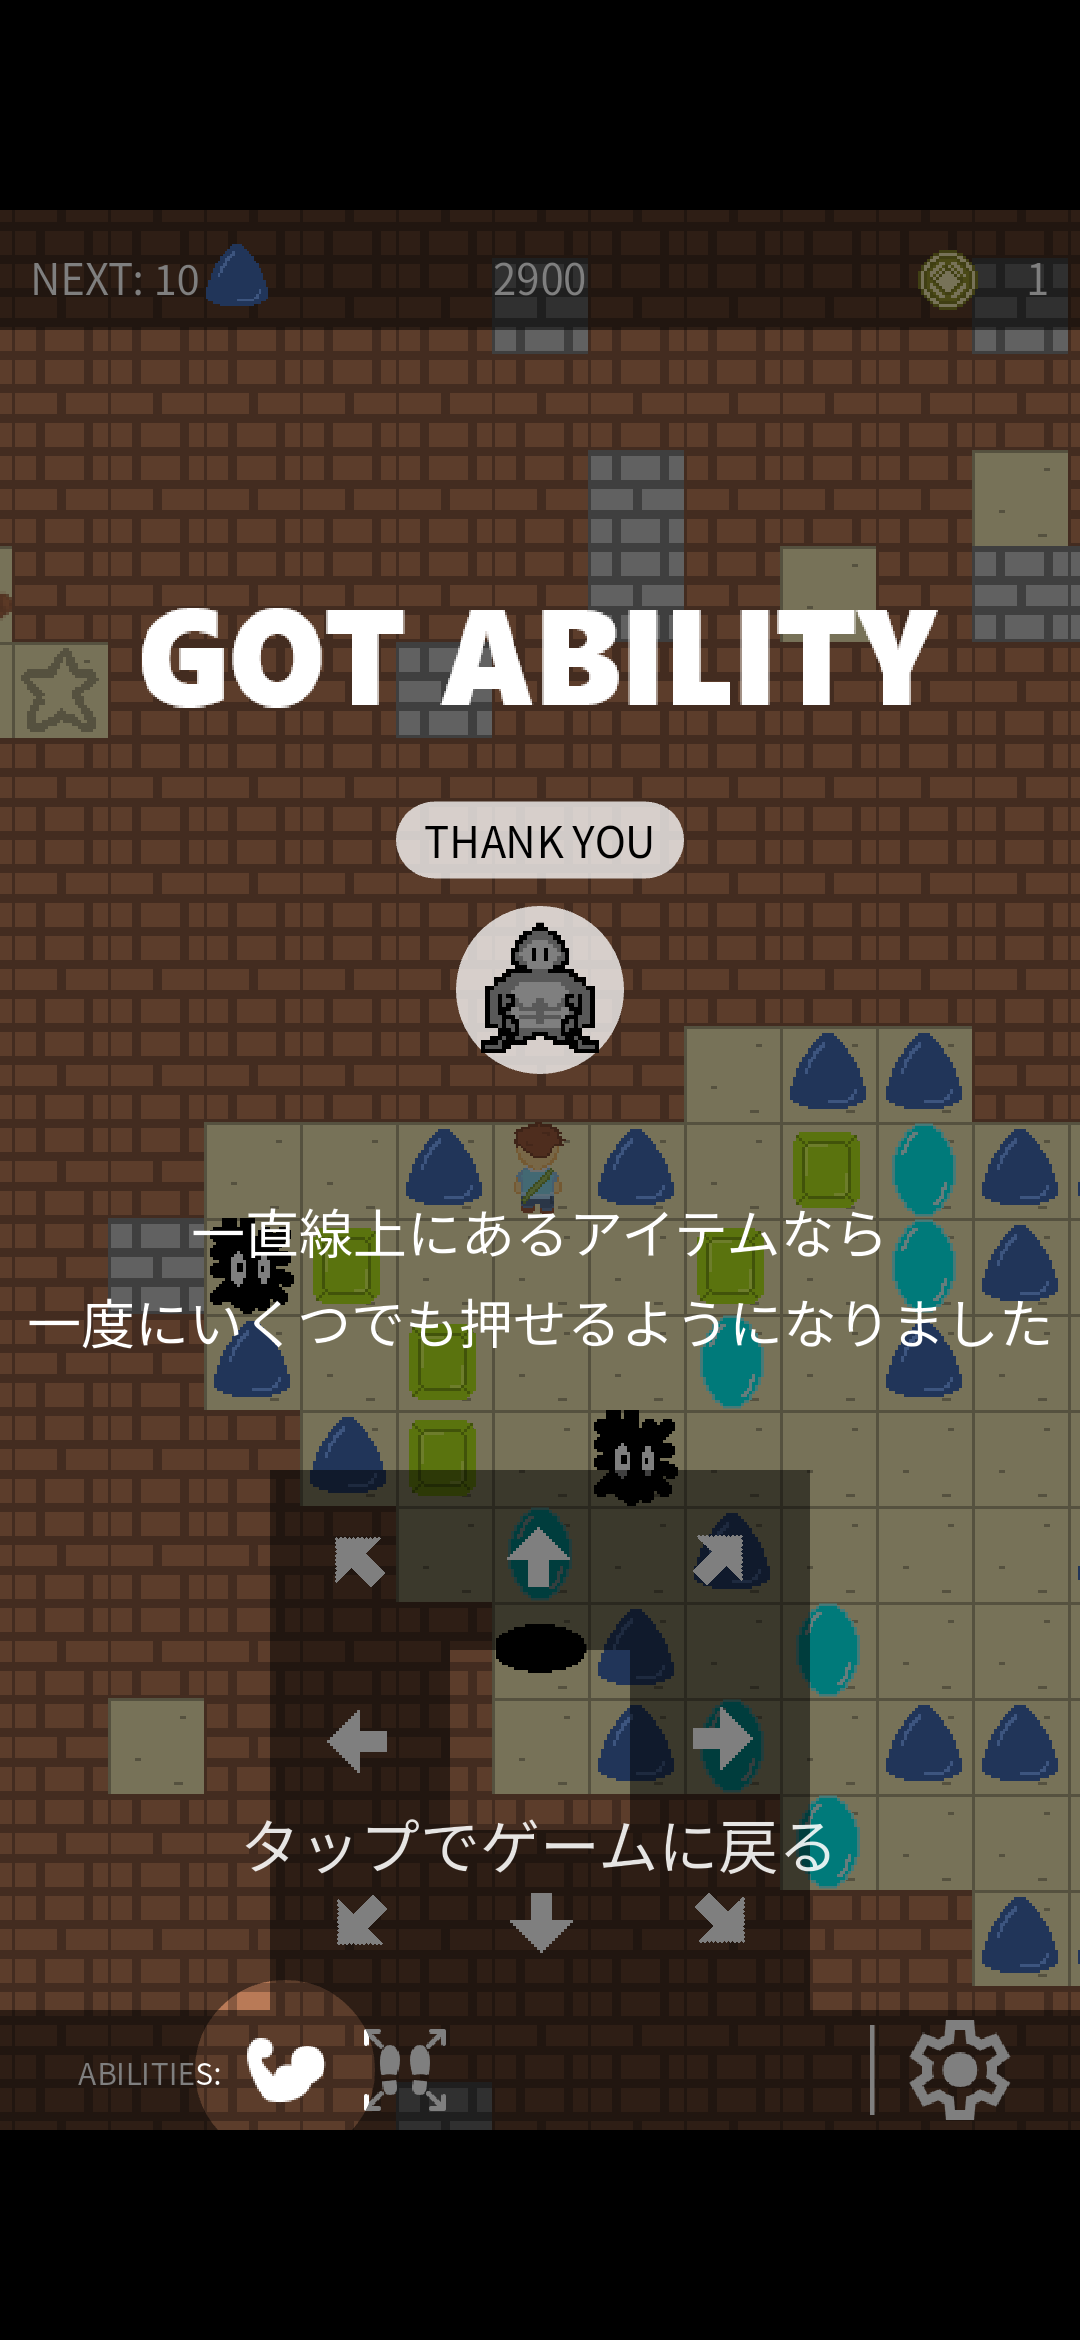 NEXT: 10
2900
1
GOT ABILITY
THANK YOU
一直線上にあるアイテムなら
一度にいくつでも押せるようになりました
タップでゲームに戻る
ABILITIES: